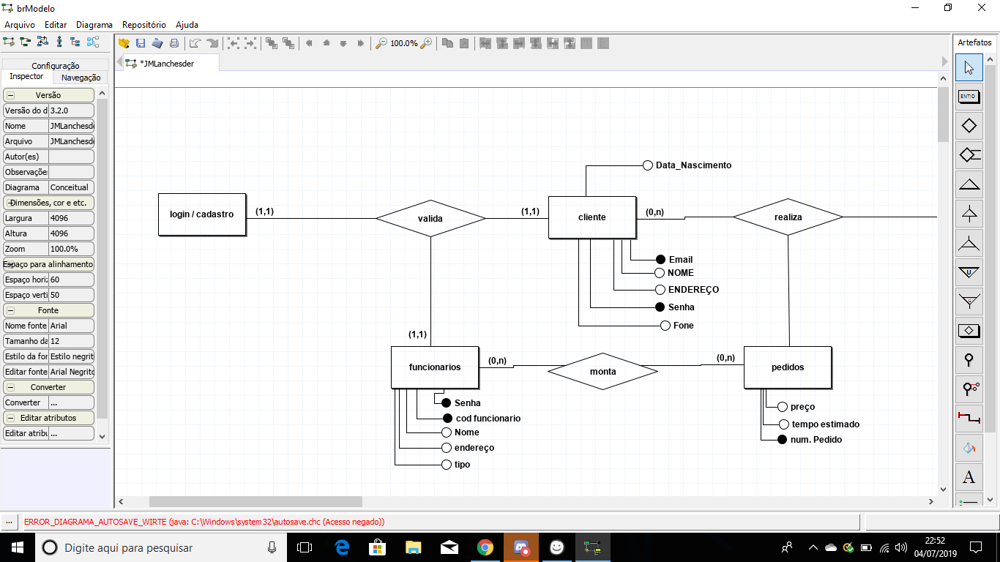 brModelo
Arquivo Editar Diagrama Repositório Ajuda
100.0%
Artefatos
*JMLanchesder
Configuração
Inspector Navegação
Versão
Versão do d 3.2.0
Nome JMLanchesde
Arquivo JMLanchesde
Autor(es)
Observações
Diagrama Conceitual
Dimensões, cor e etc.
Largura 4096
Altura 4096
Zoom 100.0%
Espaço para alinhamento
Espaço horiz 60
Espaço verti 50
Fonte
Nome fonte Arial
Tamanho da 12
Estilo da for Estilo negrit
Editar fonte Arial Negrito
Converter
Converter ...
Editar atributos
Editar atribu ...
ENTID
U
U
A
Data_Nascimento
login / cadastro
(1,1)
valida
(1,1)
cliente
(0,n)
realiza
Email
NOME
ENDEREÇO
Senha
Fone
(1,1)
funcionarios
(0,n)
monta
(0,n)
pedidos
Senha
cod funcionario
Nome
endereço
tipo
preço
tempo estimado
num. Pedido
... ERROR_DIAGRAMA_AUTOSAVE_WIRTE (java: C:\Windows\system32\autosave.chc (Acesso negado))
Digite aqui para pesquisar
22:52
04/07/2019